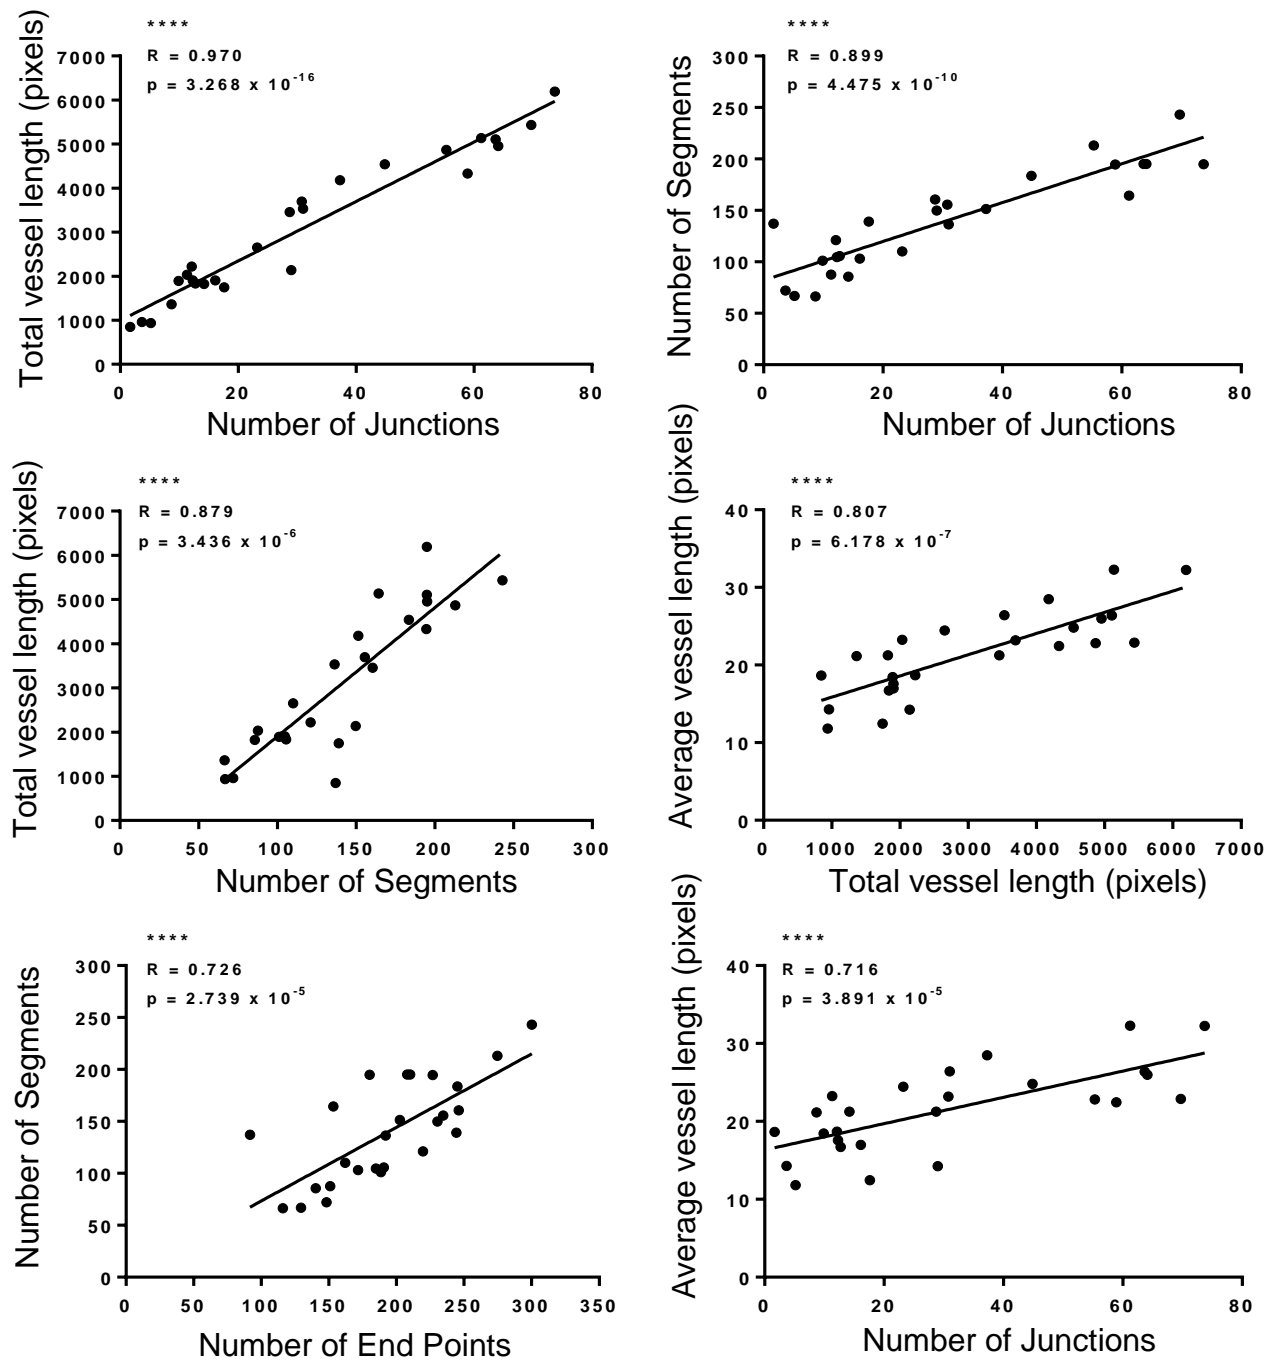 ****
R = 0.970
p = 3.268 x 10-16
Total vessel length (pixels)
7000
6000
5000
4000
3000
2000
1000
0
0 20 40 60 80
Number of Junctions
****
R = 0.899
p = 4.475 x 10-10
Number of Segments
300
250
200
150
100
50
0
0 20 40 60 80
Number of Junctions
****
R = 0.879
p = 3.436 x 10-6
Total vessel length (pixels)
7000
6000
5000
4000
3000
2000
1000
0
0 50 100 150 200 250 300
Number of Segments
****
R = 0.807
p = 6.178 x 10-7
Average vessel length (pixels)
40
30
20
10
0
0 1000 2000 3000 4000 5000 6000 7000
Total vessel length (pixels)
****
R = 0.726
p = 2.739 x 10-5
Number of Segments
300
250
200
150
100
50
0
0 50 100 150 200 250 300 350
Number of End Points
****
R = 0.716
p = 3.891 x 10-5
Average vessel length (pixels)
40
30
20
10
0
0 20 40 60 80
Number of Junctions